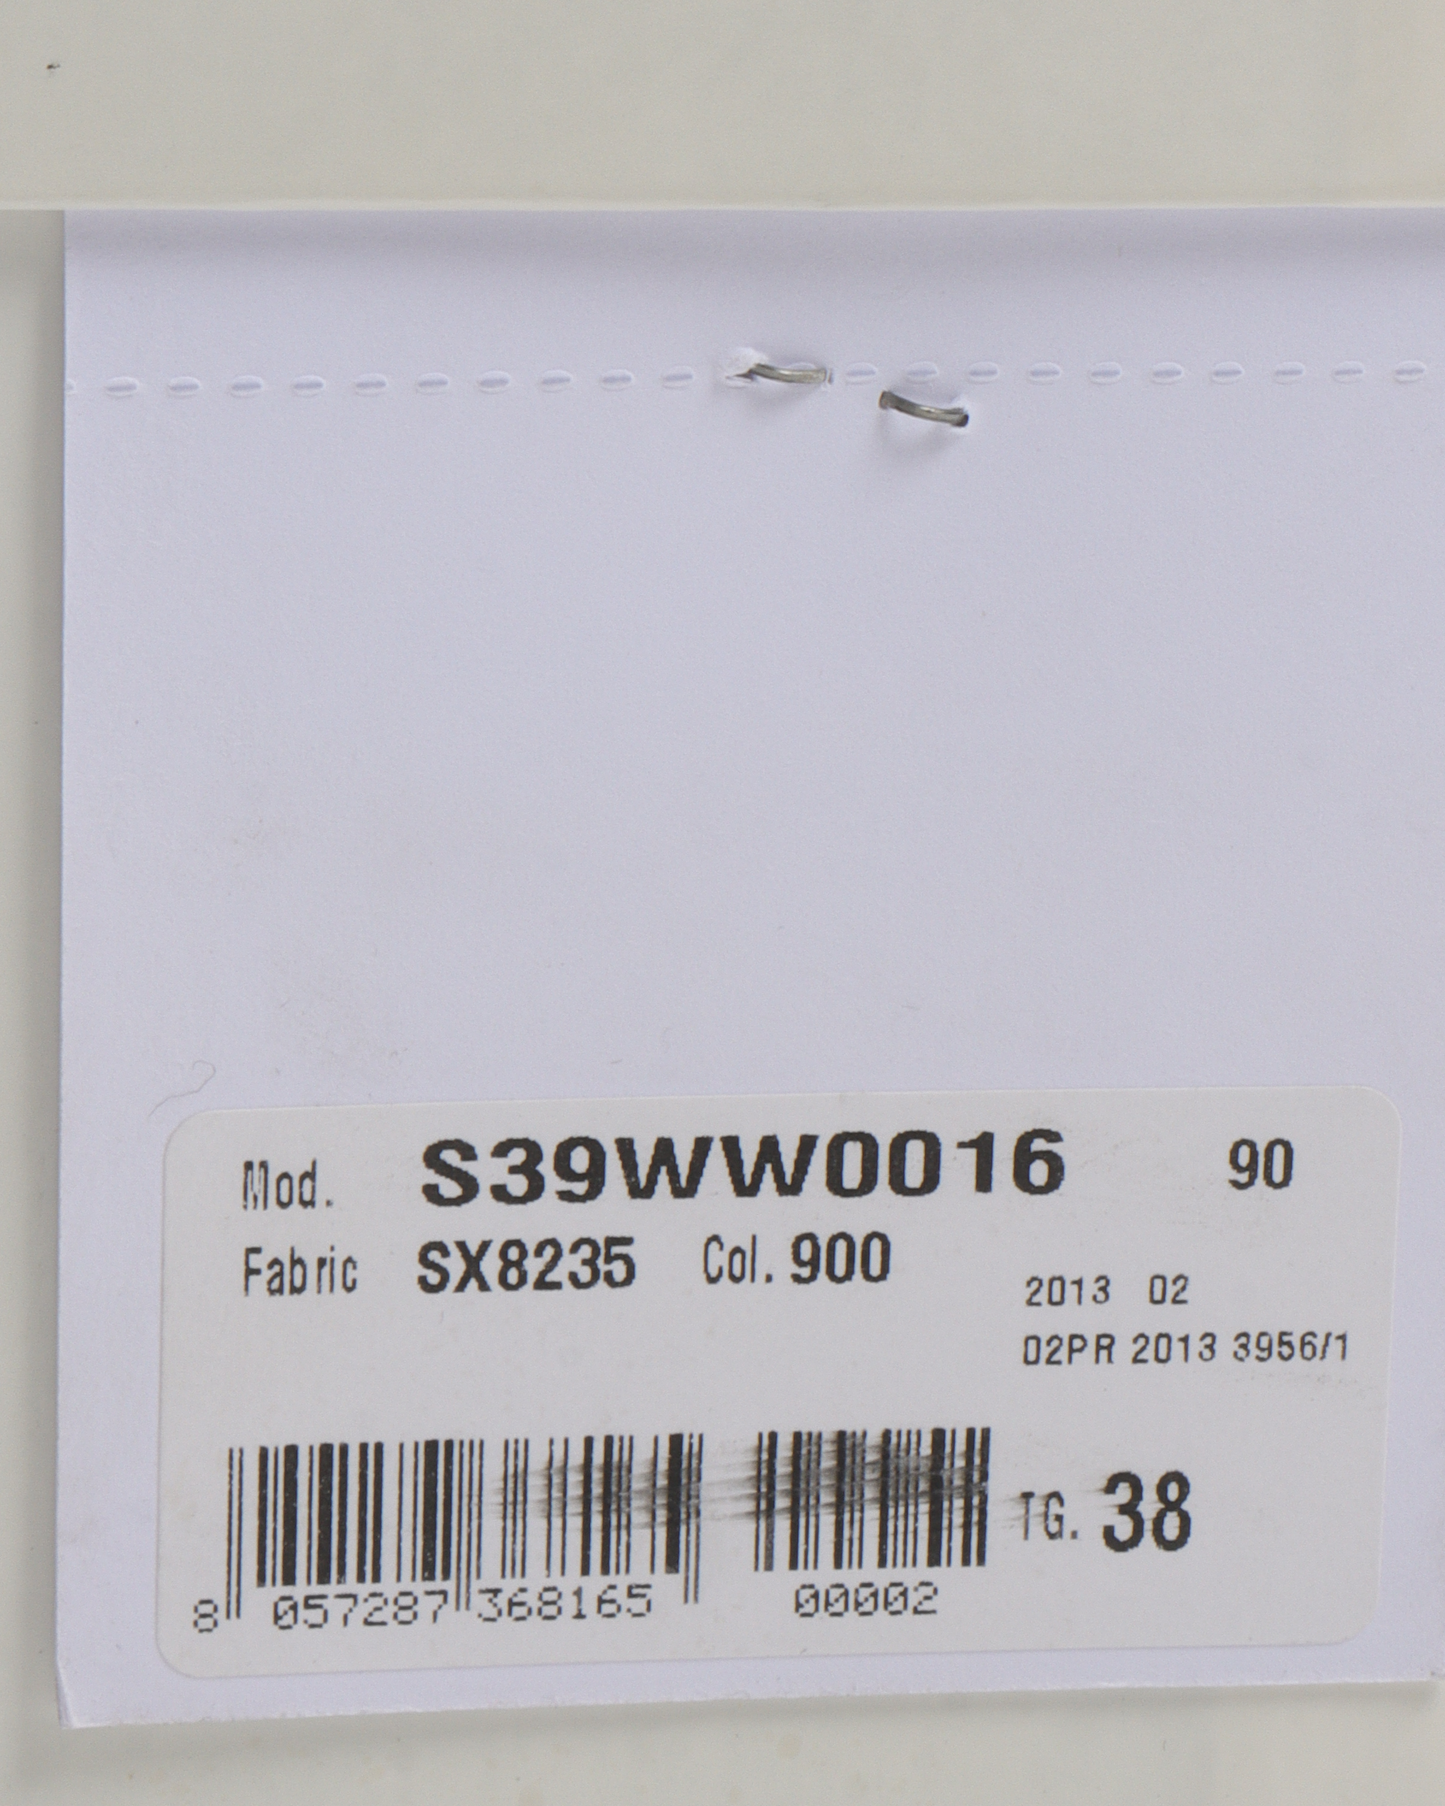 Mod. S39WW0016 90
Fabric SX8235 Col. 900
2013 02
02PR 2013 3956/1
TG. 38
8 057287 368165 00002